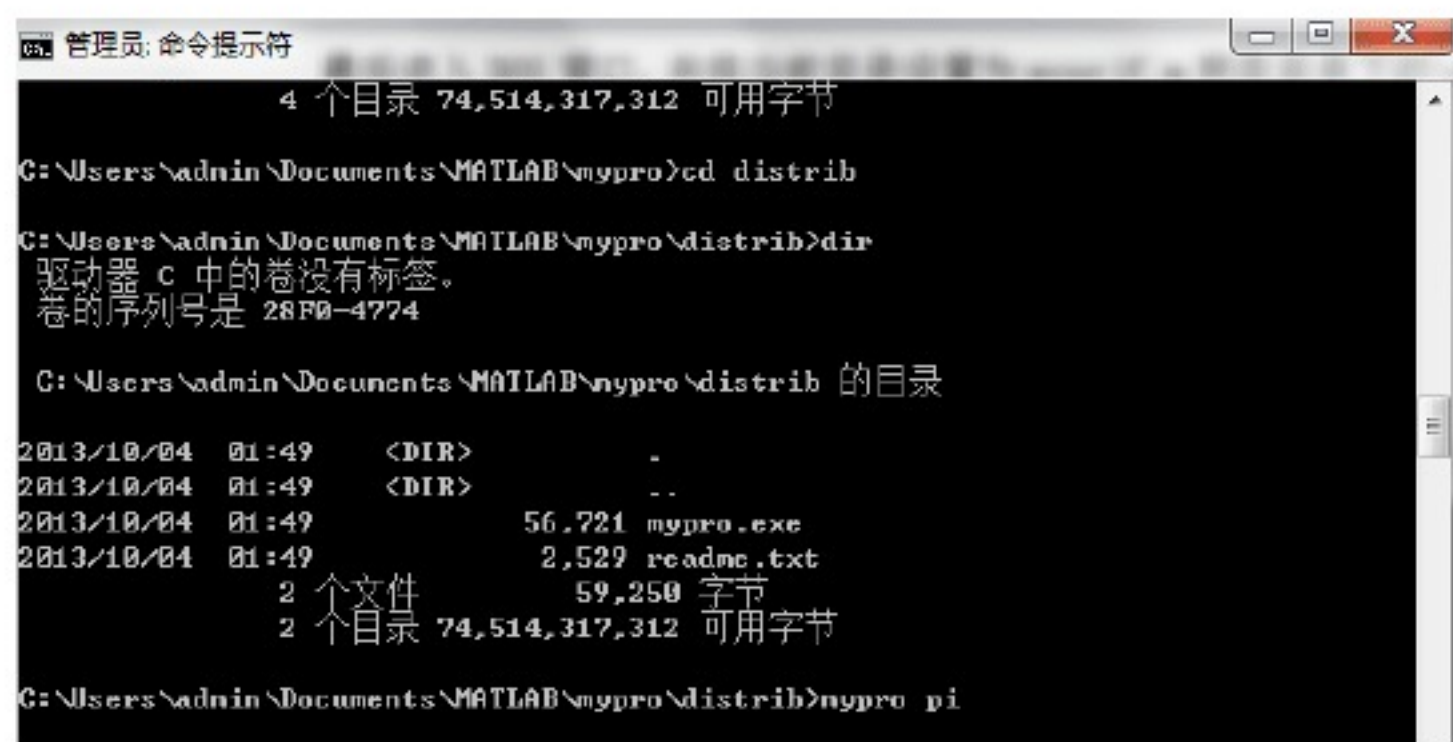 管理员: 命令提示符
4 个目录 74,514,317,312 可用字节
C:\Users\admin\Documents\MATLAB\mypro>cd distrib
C:\Users\admin\Documents\MATLAB\mypro\distrib>dir
驱动器 C 中的卷没有标签。
卷的序列号是 28F0-4774
C:\Users\admin\Documents\MATLAB\mypro\distrib 的目录
2013/10/04 01:49 <DIR> .
2013/10/04 01:49 <DIR> ..
2013/10/04 01:49 56,721 mypro.exe
2013/10/04 01:49 2,529 readme.txt
2 个文件 59,250 字节
2 个目录 74,514,317,312 可用字节
C:\Users\admin\Documents\MATLAB\mypro\distrib>mypro pi